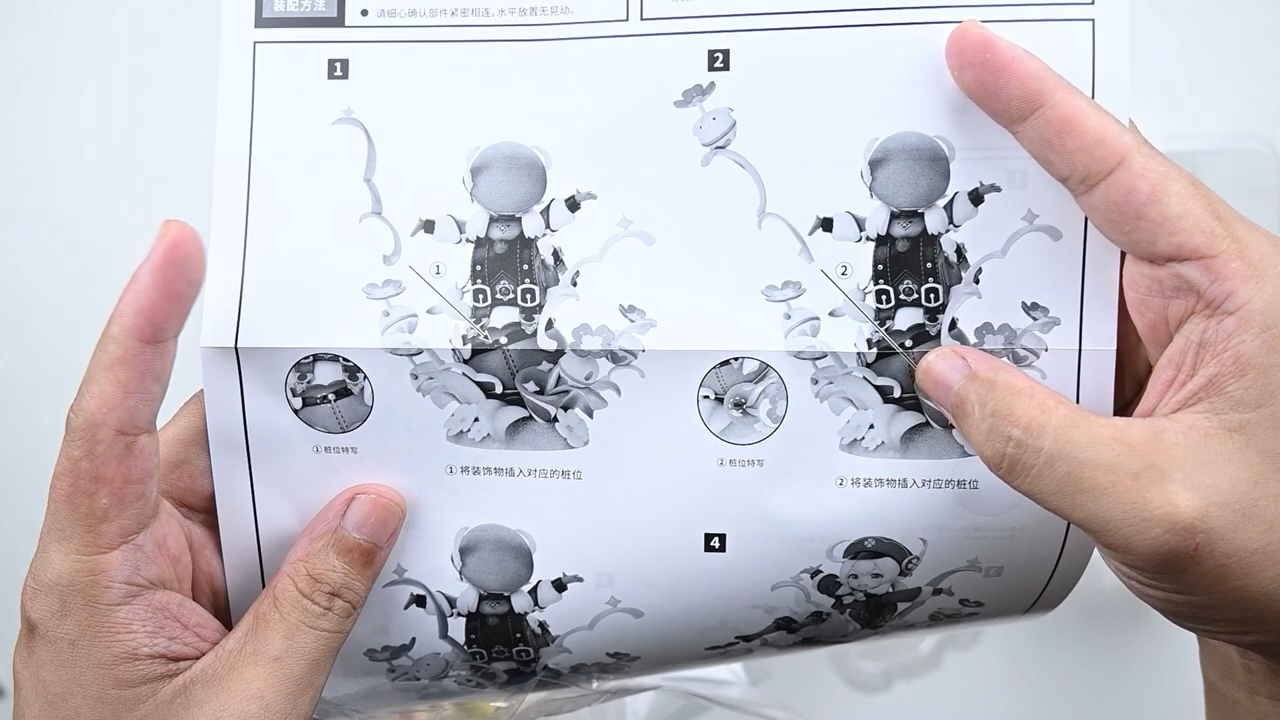 装配方法
● 请细心确认部件紧密相连,水平放置无晃动。
1
2
①
②
①桩位特写
②桩位特写
①将装饰物插入对应的桩位
②将装饰物插入对应的桩位
4